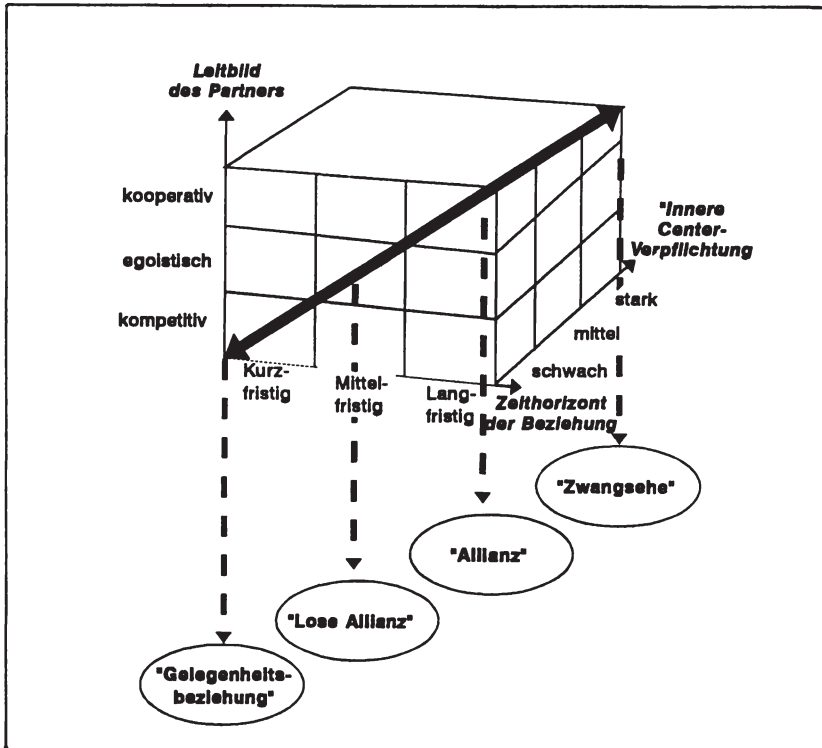 Leitbild
des Partners
kooperativ
egoistisch
kompetitiv
"Innere
Center-
Verpflichtung
stark
mittel
schwach
Kurz-
fristig
Mittel-
fristig
Lang-
fristig
Zeithorizont
der Beziehung
"Zwangsehe"
"Allianz"
"Lose Allianz"
"Gelegenheits-
beziehung"